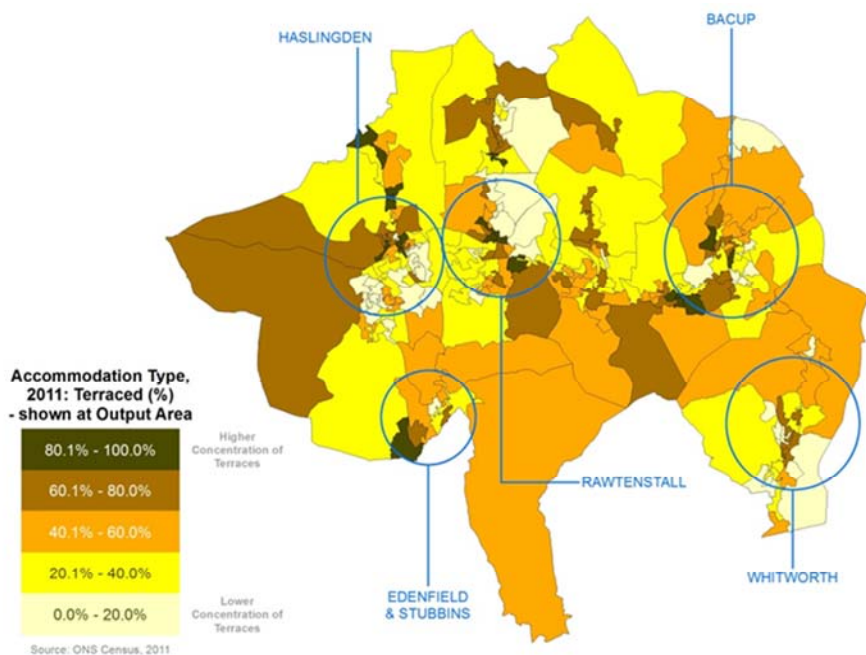 HASLINGDEN
BACUP
Accommodation Type,
2011: Terraced (%)
- shown at Output Area
Higher
Concentration of
Terraces
80.1% - 100.0%
60.1% - 80.0%
40.1% - 60.0%
20.1% - 40.0%
0.0% - 20.0%
Lower
Concentration of
Terraces
Source: ONS Census, 2011
RAWTENSTALL
EDENFIELD
& STUBBINS
WHITWORTH